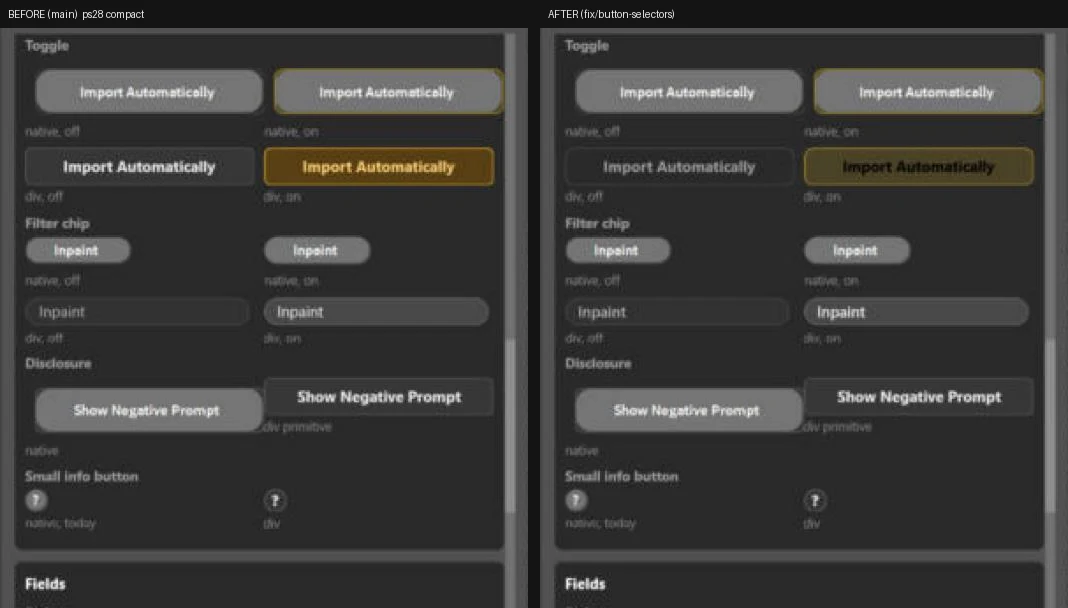 BEFORE (main) ps28 compact
Toggle
Import Automatically Import Automatically
native, off native, on
Import Automatically Import Automatically
div, off div, on
Filter chip
Inpaint Inpaint
native, off native, on
Inpaint Inpaint
div, off div, on
Disclosure
Show Negative Prompt Show Negative Prompt
div primitive
native
Small info button
? ?
native, today div
Fields
AFTER (fix/button-selectors)
Toggle
Import Automatically Import Automatically
native, off native, on
Import Automatically Import Automatically
div, off div, on
Filter chip
Inpaint Inpaint
native, off native, on
Inpaint Inpaint
div, off div, on
Disclosure
Show Negative Prompt Show Negative Prompt
div primitive
native
Small info button
? ?
native, today div
Fields